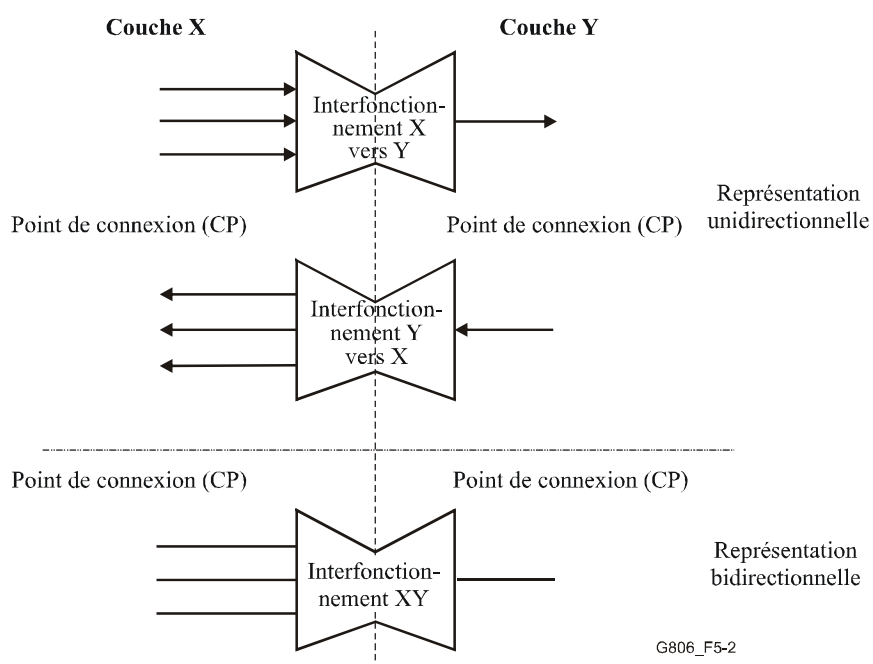 Couche X
Couche Y
Interfonction-
nement X
vers Y
Représentation
unidirectionnelle
Point de connexion (CP)
Point de connexion (CP)
Interfonction-
nement Y
vers X
Point de connexion (CP)
Point de connexion (CP)
Interfonction-
nement XY
Représentation
bidirectionnelle
G806_F5-2